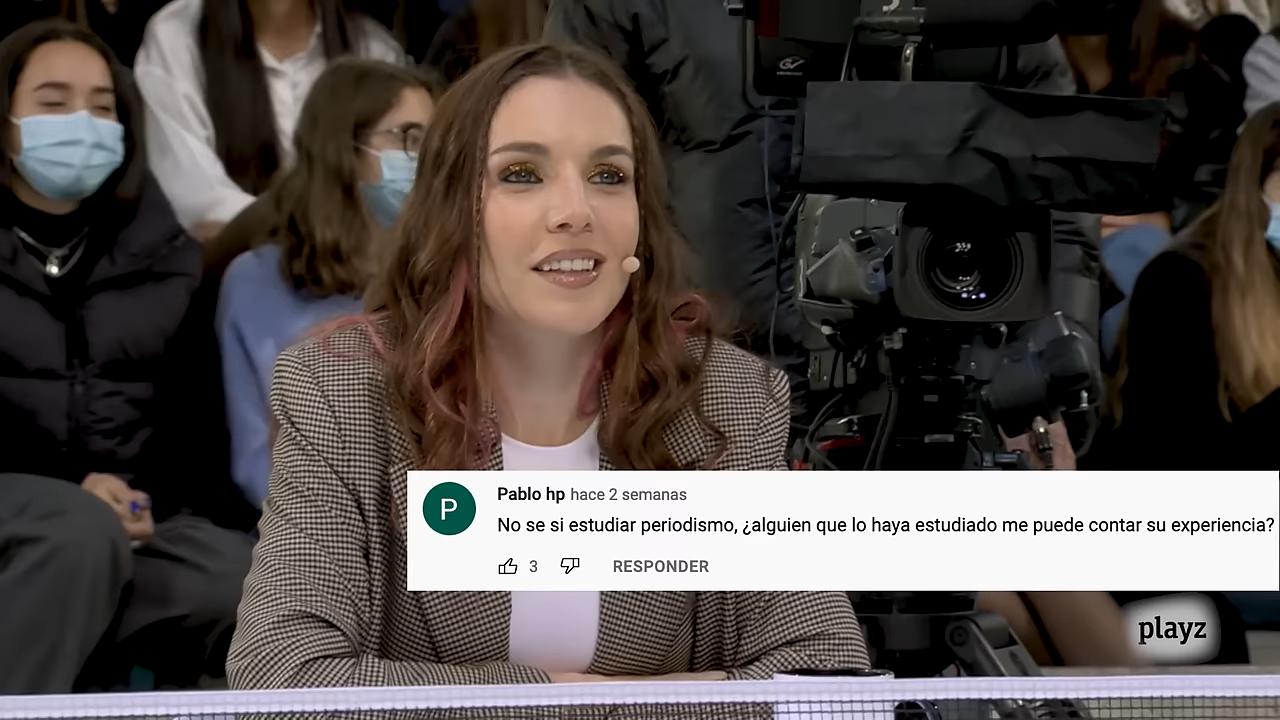 Pablo hp hace 2 semanas
P
No se si estudiar periodismo, ¿alguien que lo haya estudiado me puede contar su experiencia?
3 RESPONDER
playz